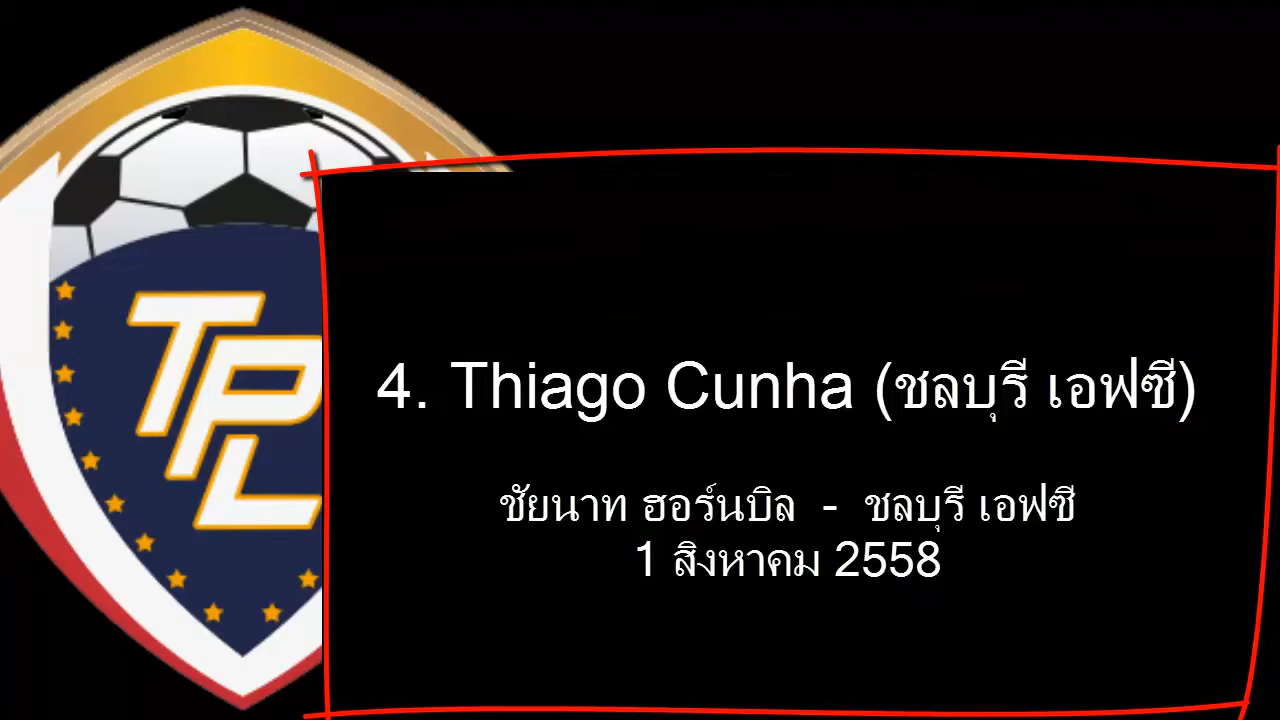 TPL
4. Thiago Cunha (ชลบุรี เอฟซี)
ชัยนาท ฮอร์นบิล - ชลบุรี เอฟซี
1 สิงหาคม 2558